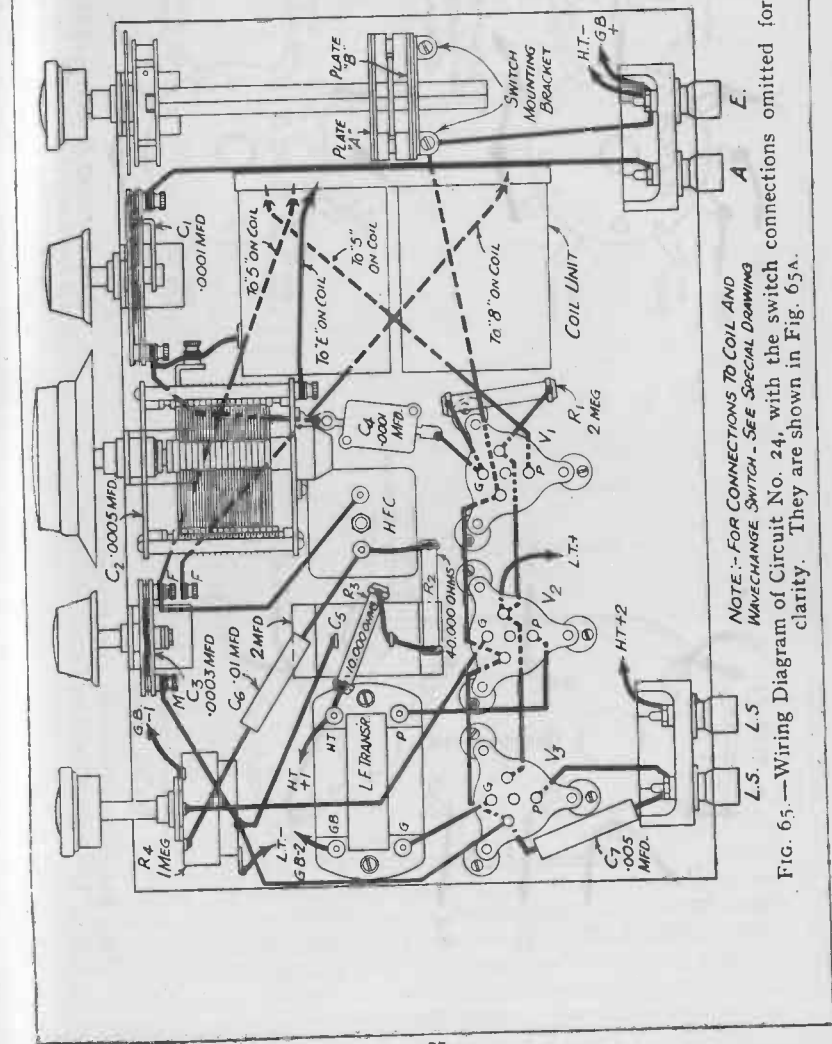 C₂ ·0005 MFD.
C₁
·0001 MFD
M
C₃
·0003 MFD
F
F
G.B.
-1
R4
1 MEG
C₆ ·01 MFD
2 MFD
C₅
R₃
10.000 OHMS
R2
40.000 OHMS
HFC
C₄
·0001
MFD.
HT
+1
L.T.-
GB-2
GB
HT
L F TRANSP.
G
P
PLATE
"A"
PLATE
"B"
SWITCH
MOUNTING
BRACKET
TO "5" ON COIL
TO "E" ON COIL
TO "5"
ON COIL
TO "8" ON COIL
COIL UNIT
R₁
2 MEG
G
P
V₁
G
P
V2
L.T.+
G
P
V3
C7
·005
MFD.
H.T+2
H.T.-
G B
+
L.S.
L.S
A
E.
NOTE:- FOR CONNECTIONS TO COIL AND
WAVECHANGE SWITCH - SEE SPECIAL DRAWING
FIG. 65.—Wiring Diagram of Circuit No. 24, with the switch connections omitted for
clarity. They are shown in Fig. 65A.